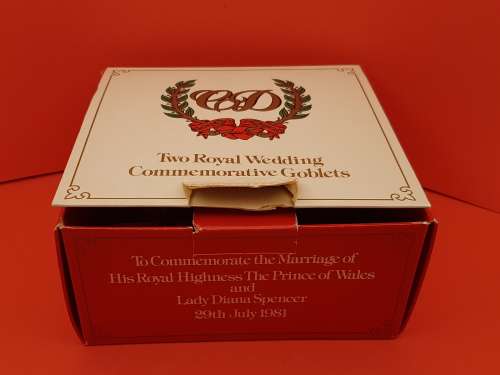 C&D
Two Royal Wedding
Commemorative Goblets
To Commemorate the Marriage of
His Royal Highness The Prince of Wales
and
Lady Diana Spencer
29th July 1981